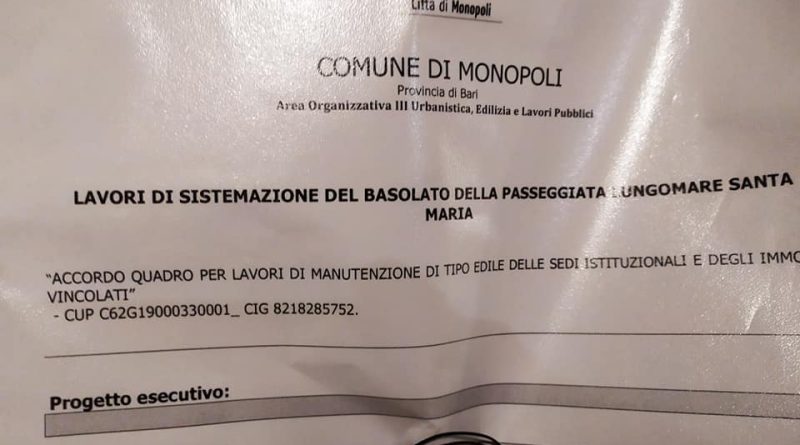 Città di Monopoli
COMUNE DI MONOPOLI
Provincia di Bari
Area Organizzativa III Urbanistica, Edilizia e Lavori Pubblici
LAVORI DI SISTEMAZIONE DEL BASOLATO DELLA PASSEGGIATA LUNGOMARE SANTA
MARIA
"ACCORDO QUADRO PER LAVORI DI MANUTENZIONE DI TIPO EDILE DELLE SEDI ISTITUZIONALI E DEGLI IMMO
VINCOLATI"
- CUP C62G19000330001_ CIG 8218285752.
Progetto esecutivo: